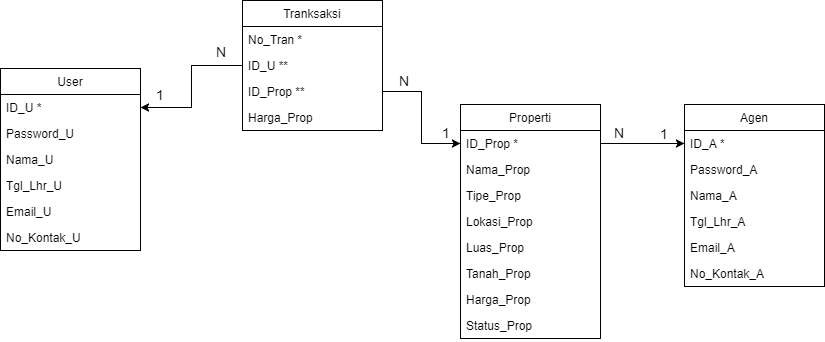 Tranksaksi
No_Tran *
ID_U **
ID_Prop **
Harga_Prop
N
1
User
ID_U *
Password_U
Nama_U
Tgl_Lhr_U
Email_U
No_Kontak_U
N
1
Properti
ID_Prop *
Nama_Prop
Tipe_Prop
Lokasi_Prop
Luas_Prop
Tanah_Prop
Harga_Prop
Status_Prop
N
1
Agen
ID_A *
Password_A
Nama_A
Tgl_Lhr_A
Email_A
No_Kontak_A